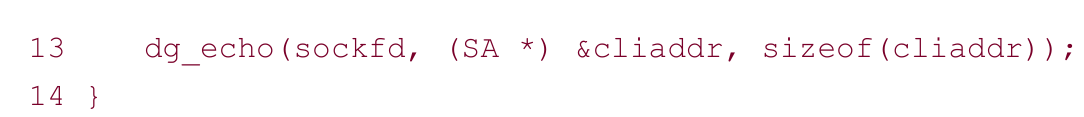 13    dg_echo(sockfd, (SA *) &cliaddr, sizeof(cliaddr));
14 }